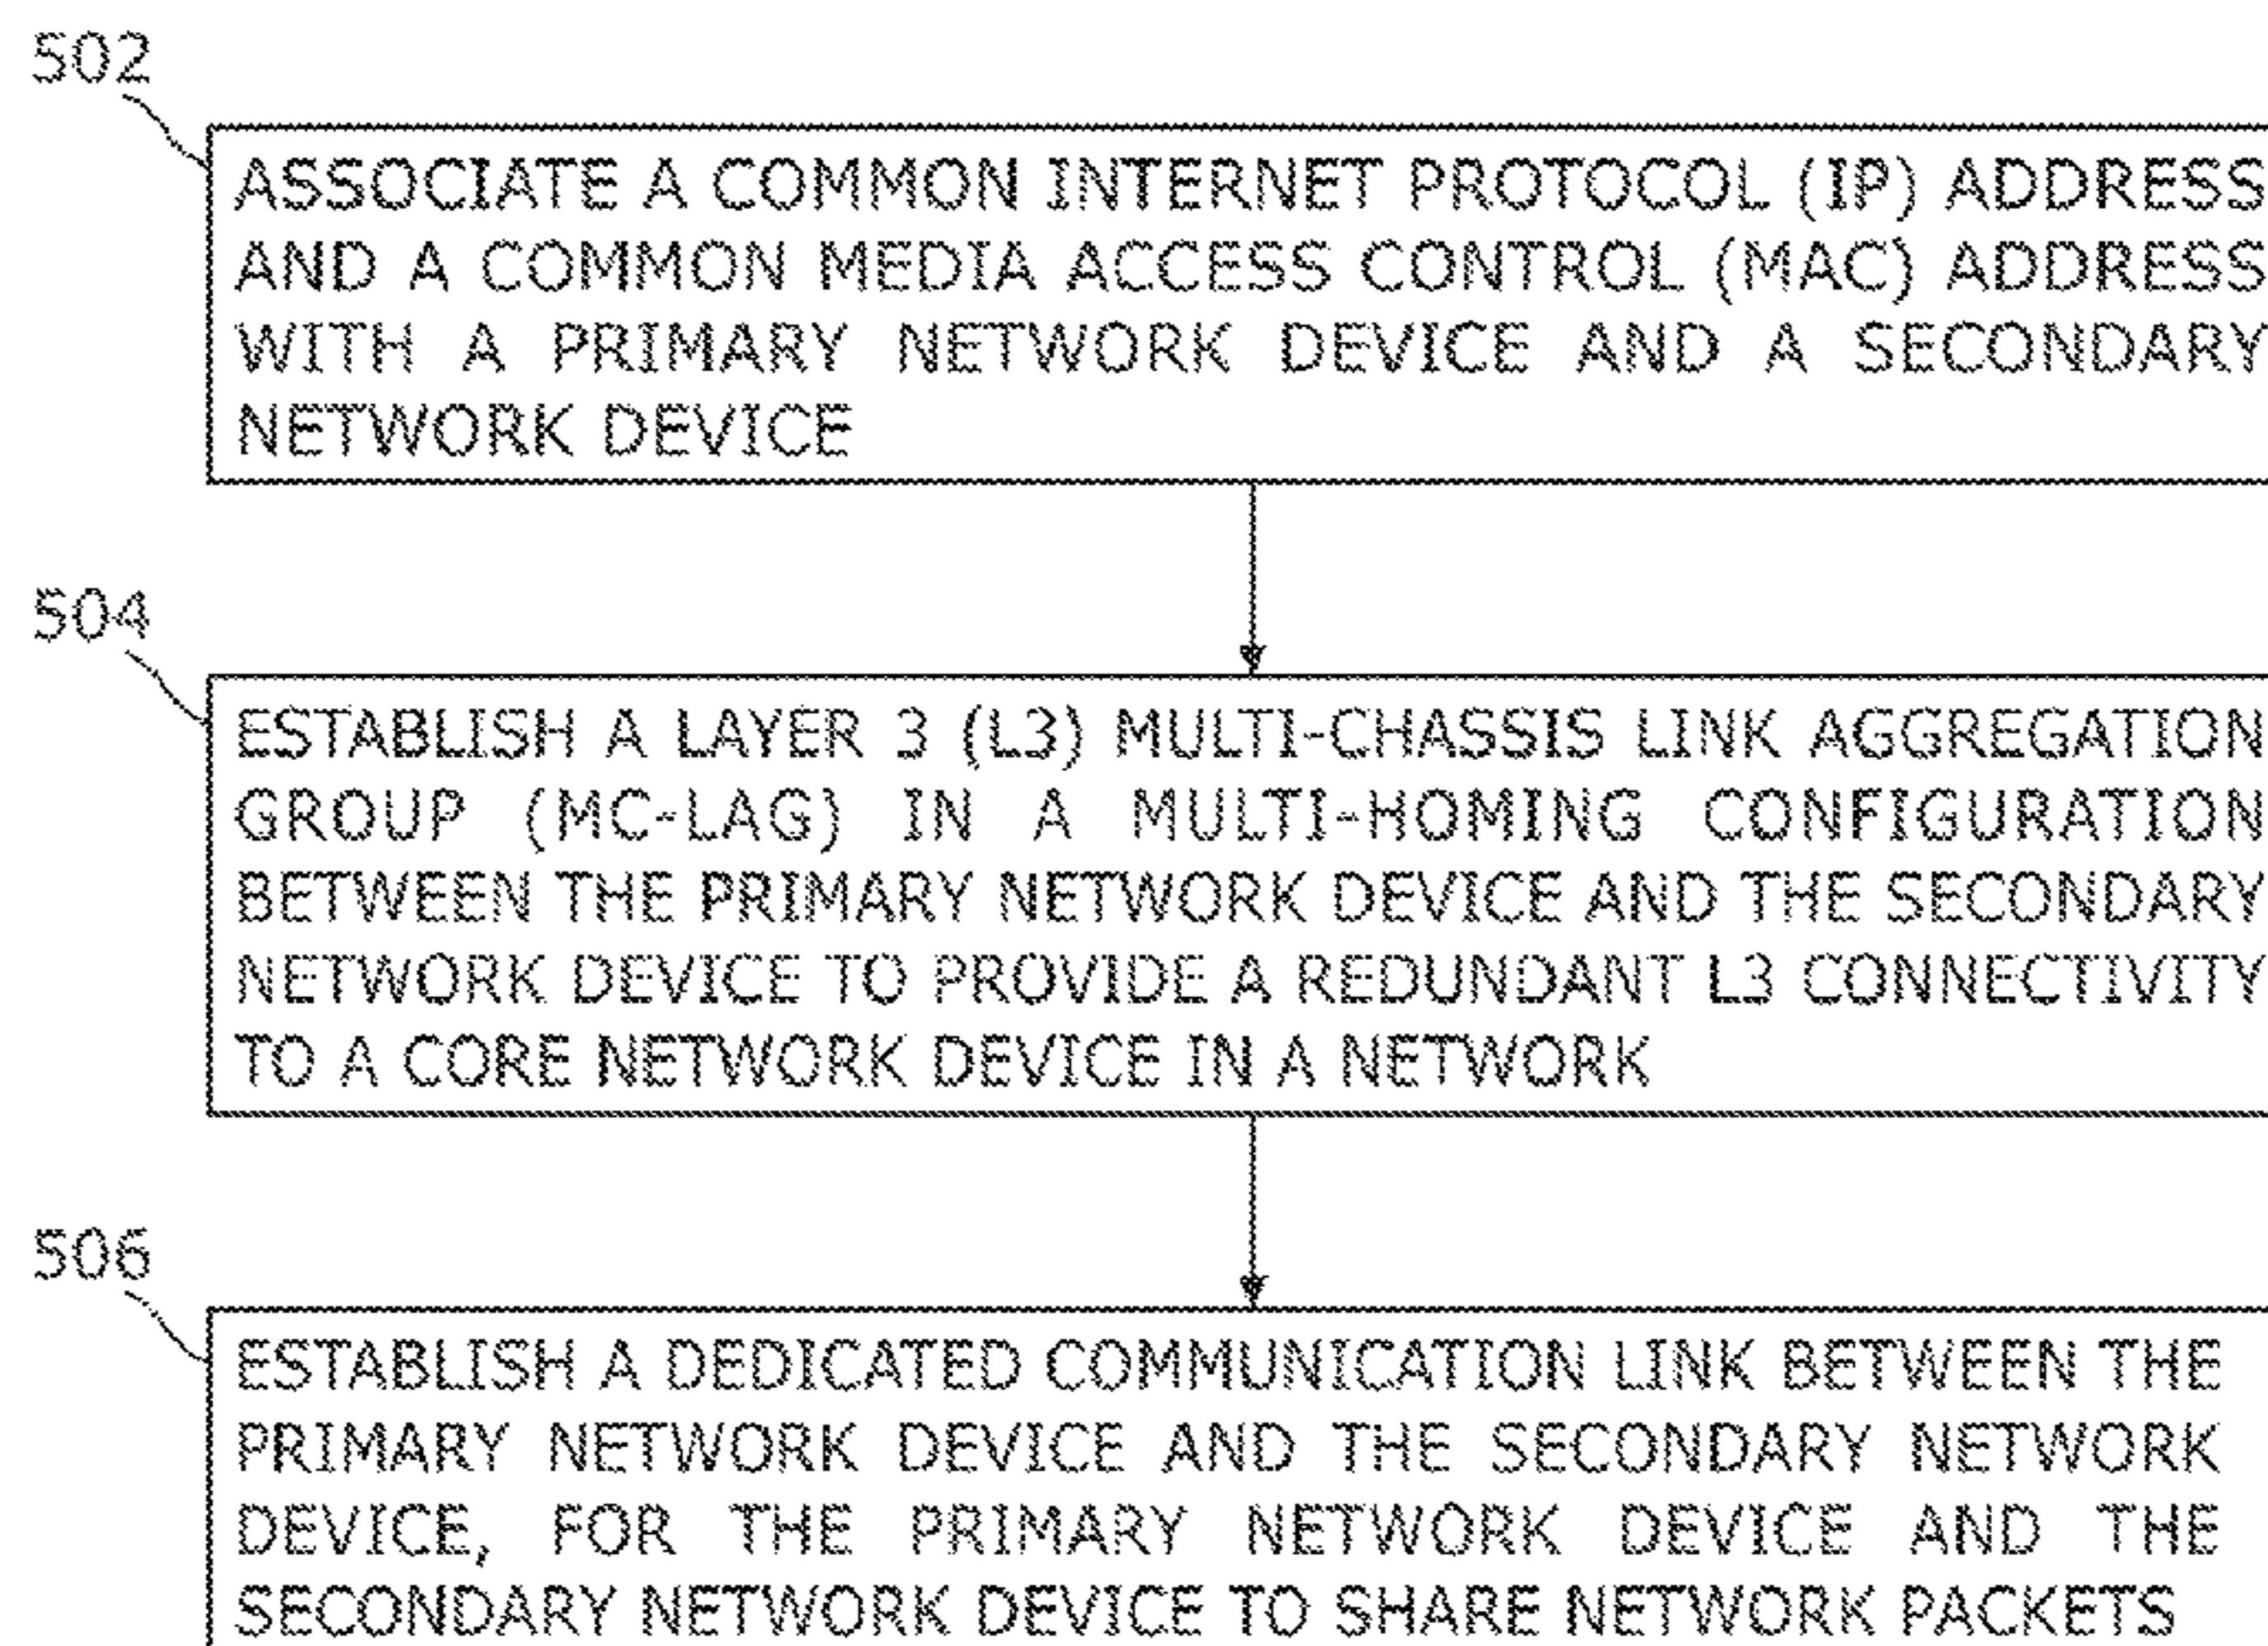 502
ASSOCIATE A COMMON INTERNET PROTOCOL (IP) ADDRESS
AND A COMMON MEDIA ACCESS CONTROL (MAC) ADDRESS
WITH A PRIMARY NETWORK DEVICE AND A SECONDARY
NETWORK DEVICE
504
ESTABLISH A LAYER 3 (L3) MULTI-CHASSIS LINK AGGREGATION
GROUP (MC-LAG) IN A MULTI-HOMING CONFIGURATION
BETWEEN THE PRIMARY NETWORK DEVICE AND THE SECONDARY
NETWORK DEVICE TO PROVIDE A REDUNDANT L3 CONNECTIVITY
TO A CORE NETWORK DEVICE IN A NETWORK
506
ESTABLISH A DEDICATED COMMUNICATION LINK BETWEEN THE
PRIMARY NETWORK DEVICE AND THE SECONDARY NETWORK
DEVICE, FOR THE PRIMARY NETWORK DEVICE AND THE
SECONDARY NETWORK DEVICE TO SHARE NETWORK PACKETS